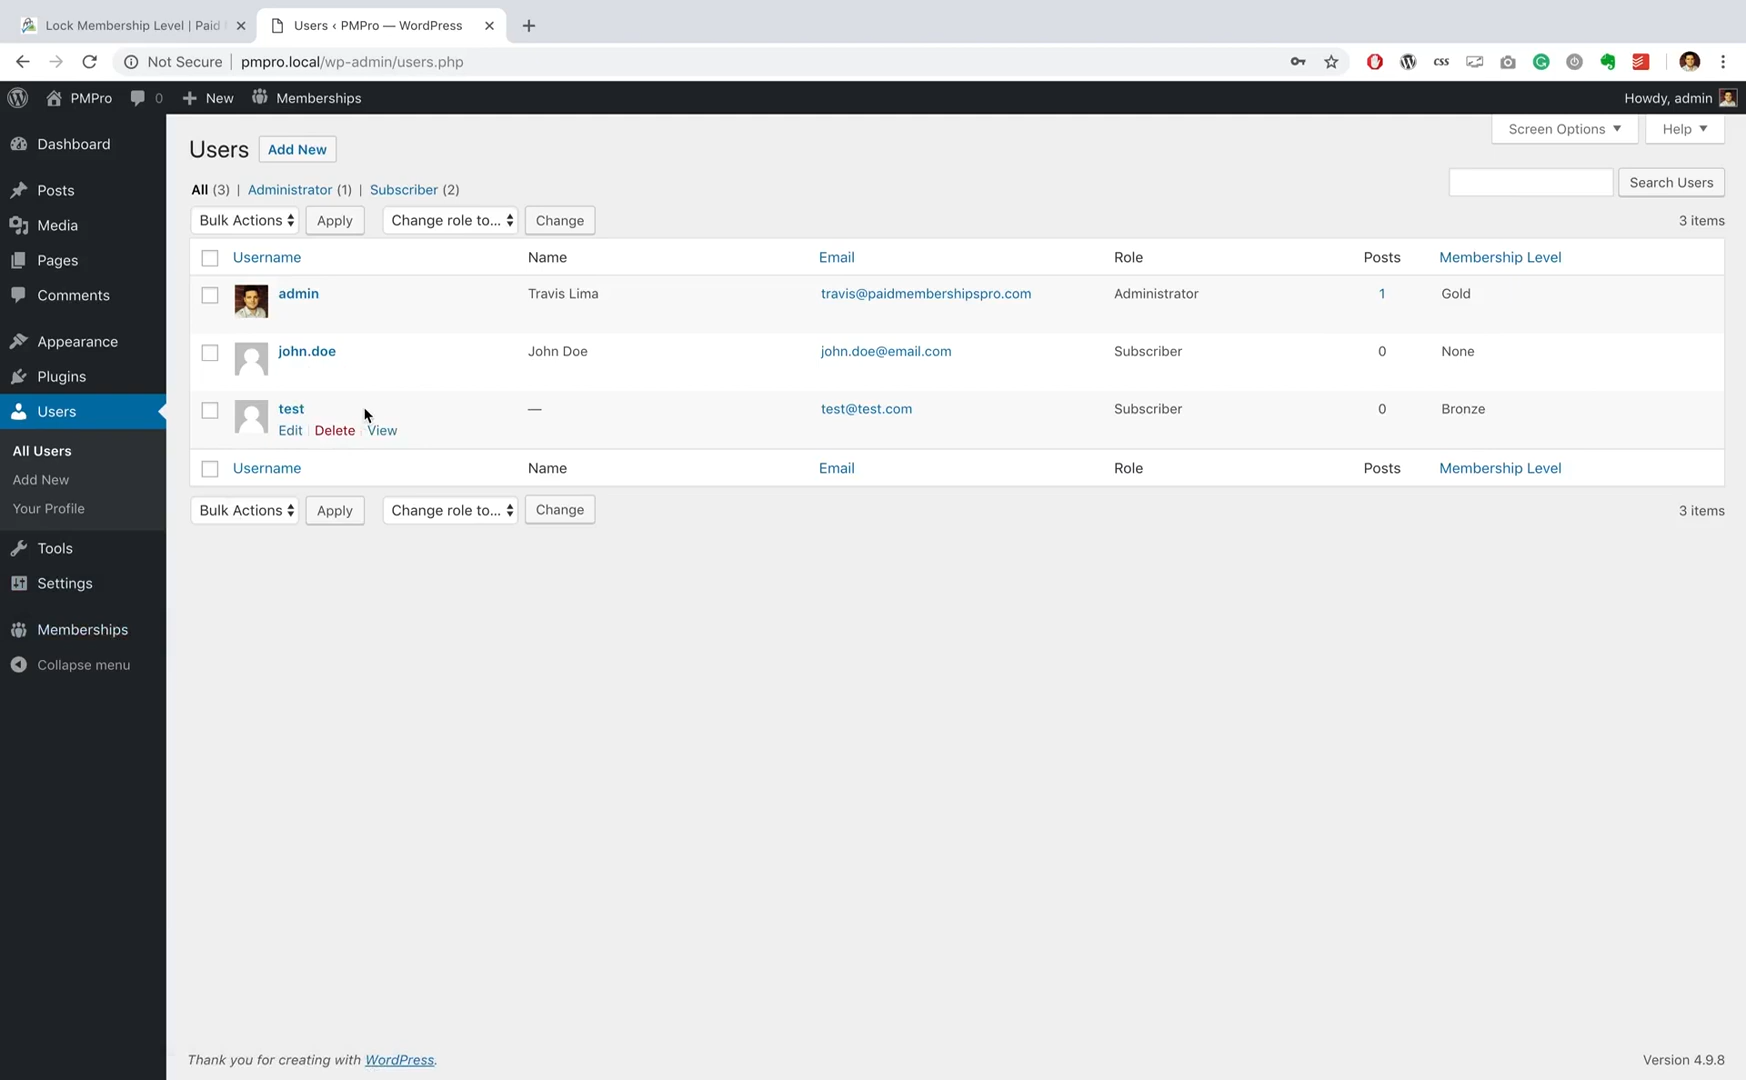 Lock Membership Level | Paid
Users ‹ PMPro — WordPress
Not Secure | pmpro.local/wp-admin/users.php
css
PMPro 0 New Memberships Howdy, admin
Screen Options Help
Dashboard
Posts
Media
Pages
Comments
Appearance
Plugins
Users
All Users
Add New
Your Profile
Tools
Settings
Memberships
Collapse menu
Users Add New
All (3) | Administrator (1) | Subscriber (2)
Search Users
Bulk Actions Apply Change role to... Change 3 items
Username Name Email Role Posts Membership Level
admin Travis Lima travis@paidmembershipspro.com Administrator 1 Gold
john.doe John Doe john.doe@email.com Subscriber 0 None
test — test@test.com Subscriber 0 Bronze
Edit | Delete | View
Username Name Email Role Posts Membership Level
Bulk Actions Apply Change role to... Change 3 items
Thank you for creating with WordPress. Version 4.9.8